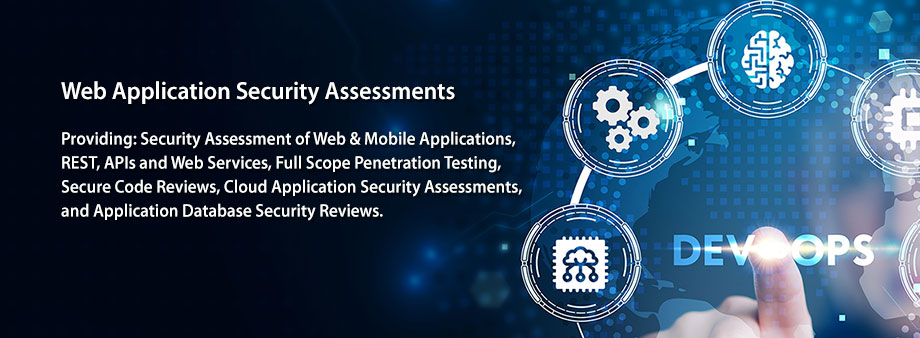 Web Application Security Assessments
Providing: Security Assessment of Web & Mobile Applications,
REST, APIs and Web Services, Full Scope Penetration Testing,
Secure Code Reviews, Cloud Application Security Assessments,
and Application Database Security Reviews.
DEVOPS